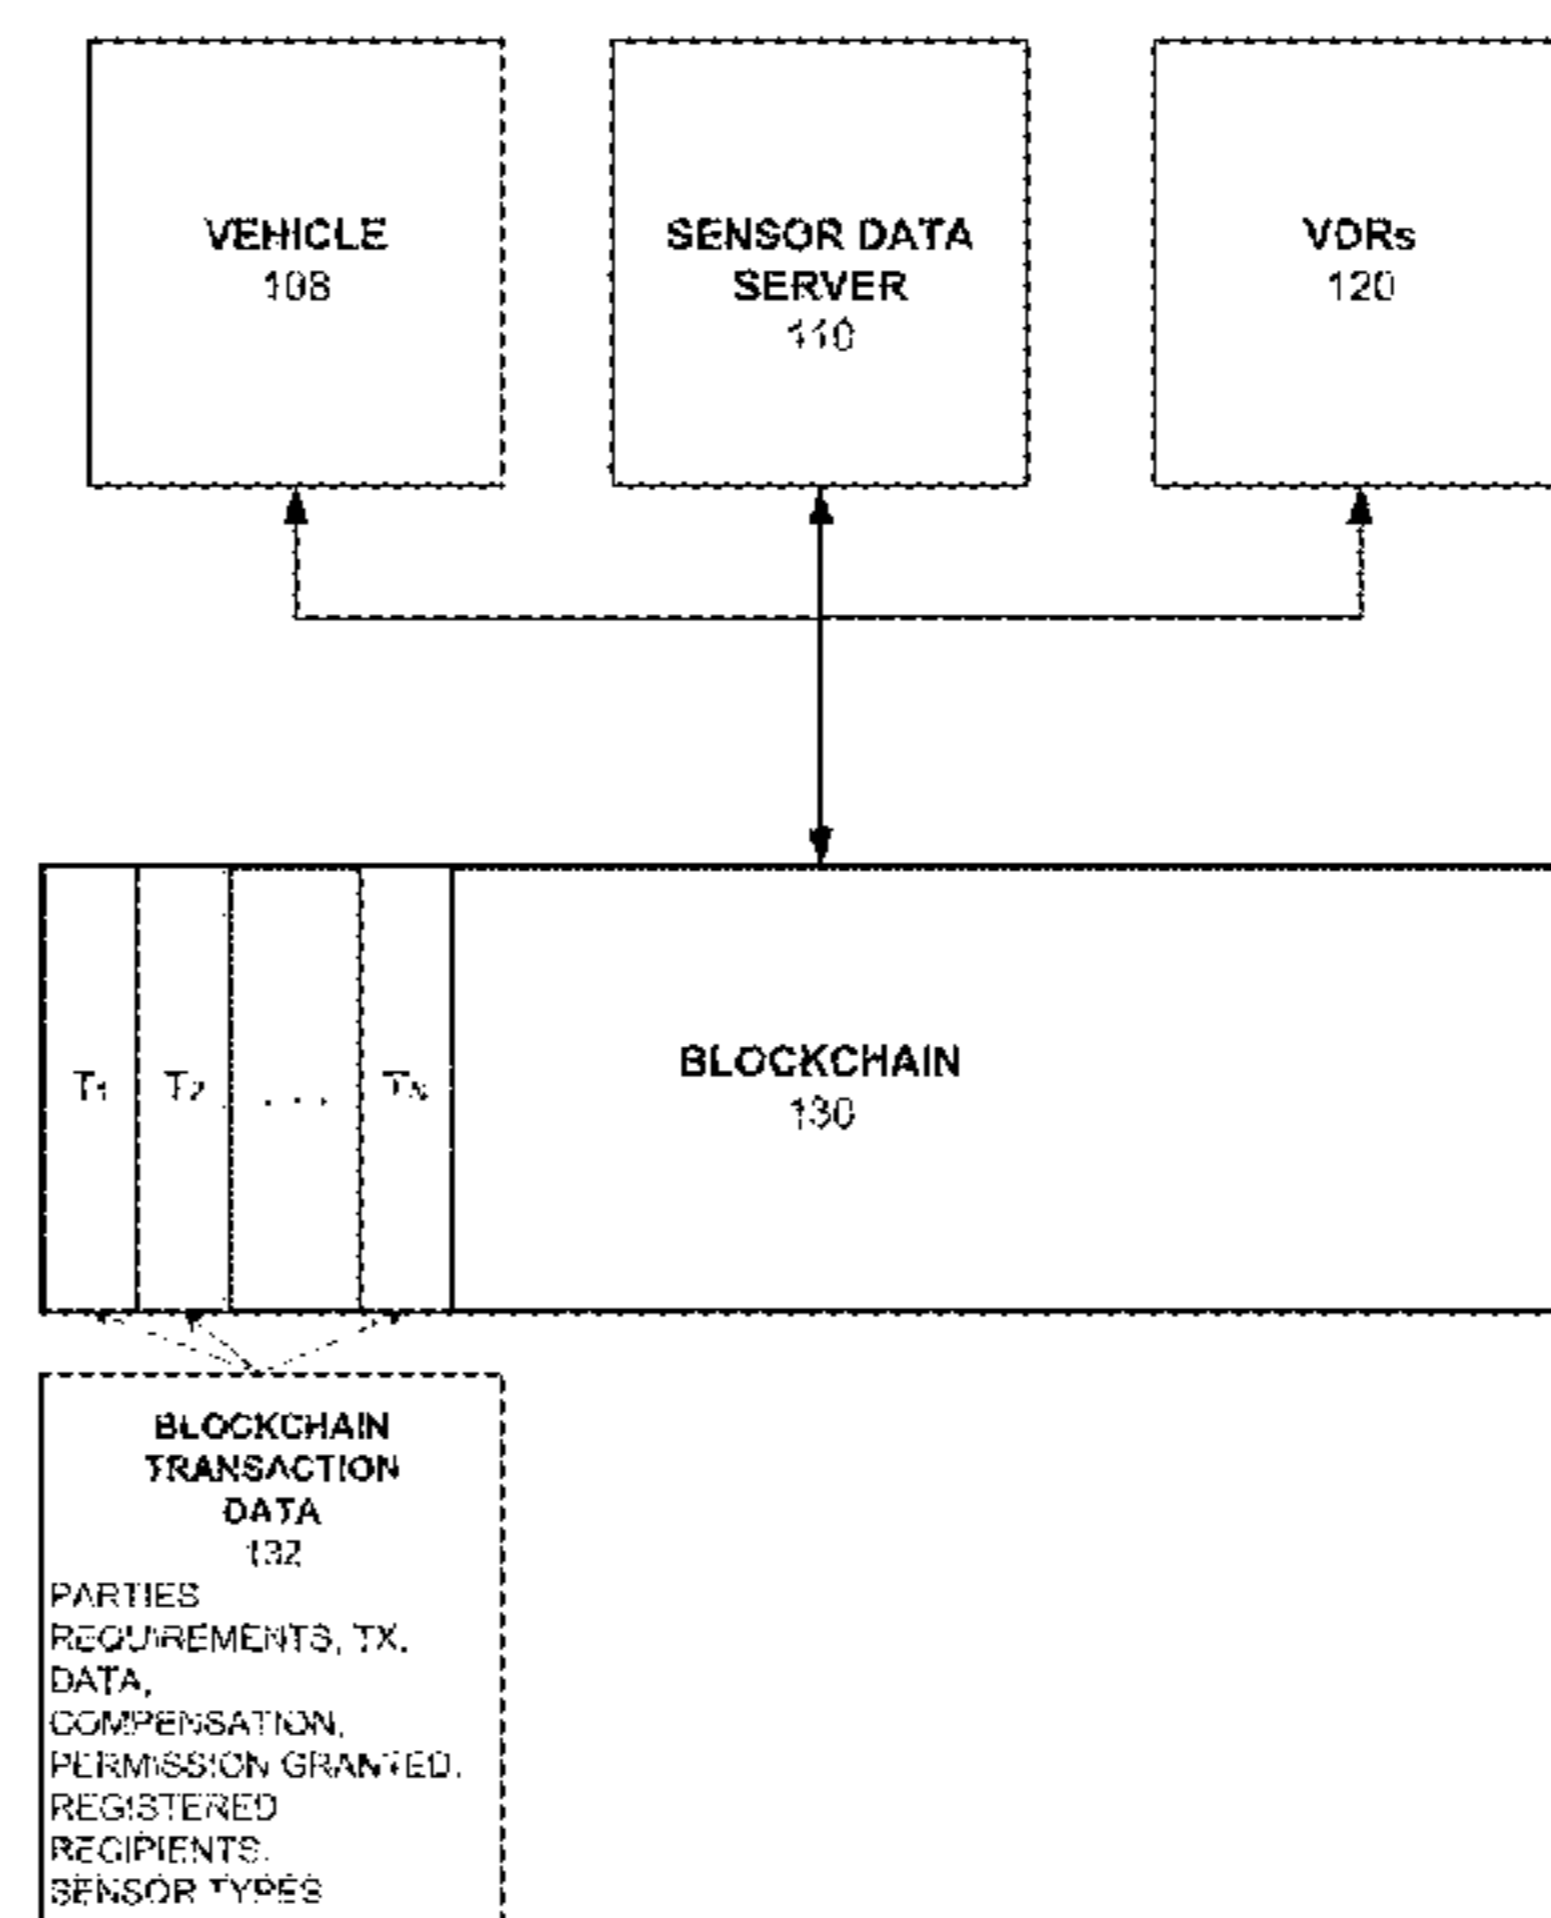 VEHICLE
108
SENSOR DATA
SERVER
110
VDRs
120
T1
T2
. . .
TN
BLOCKCHAIN
130
BLOCKCHAIN
TRANSACTION
DATA
132
PARTIES
REQUIREMENTS, TX.
DATA,
COMPENSATION,
PERMISSION GRANTED,
REGISTERED
RECIPIENTS,
SENSOR TYPES